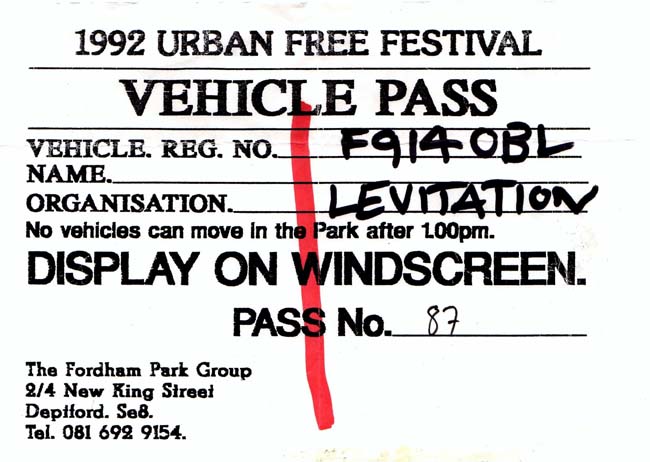 1992 URBAN FREE FESTIVAL
VEHICLE PASS
VEHICLE. REG. NO. F914 OBL
NAME.
ORGANISATION. LEVITATION
No vehicles can move in the Park after 1.00pm.
DISPLAY ON WINDSCREEN.
PASS No. 87
The Fordham Park Group
2/4 New King Street
Deptford. Se8.
Tel. 081 692 9154.